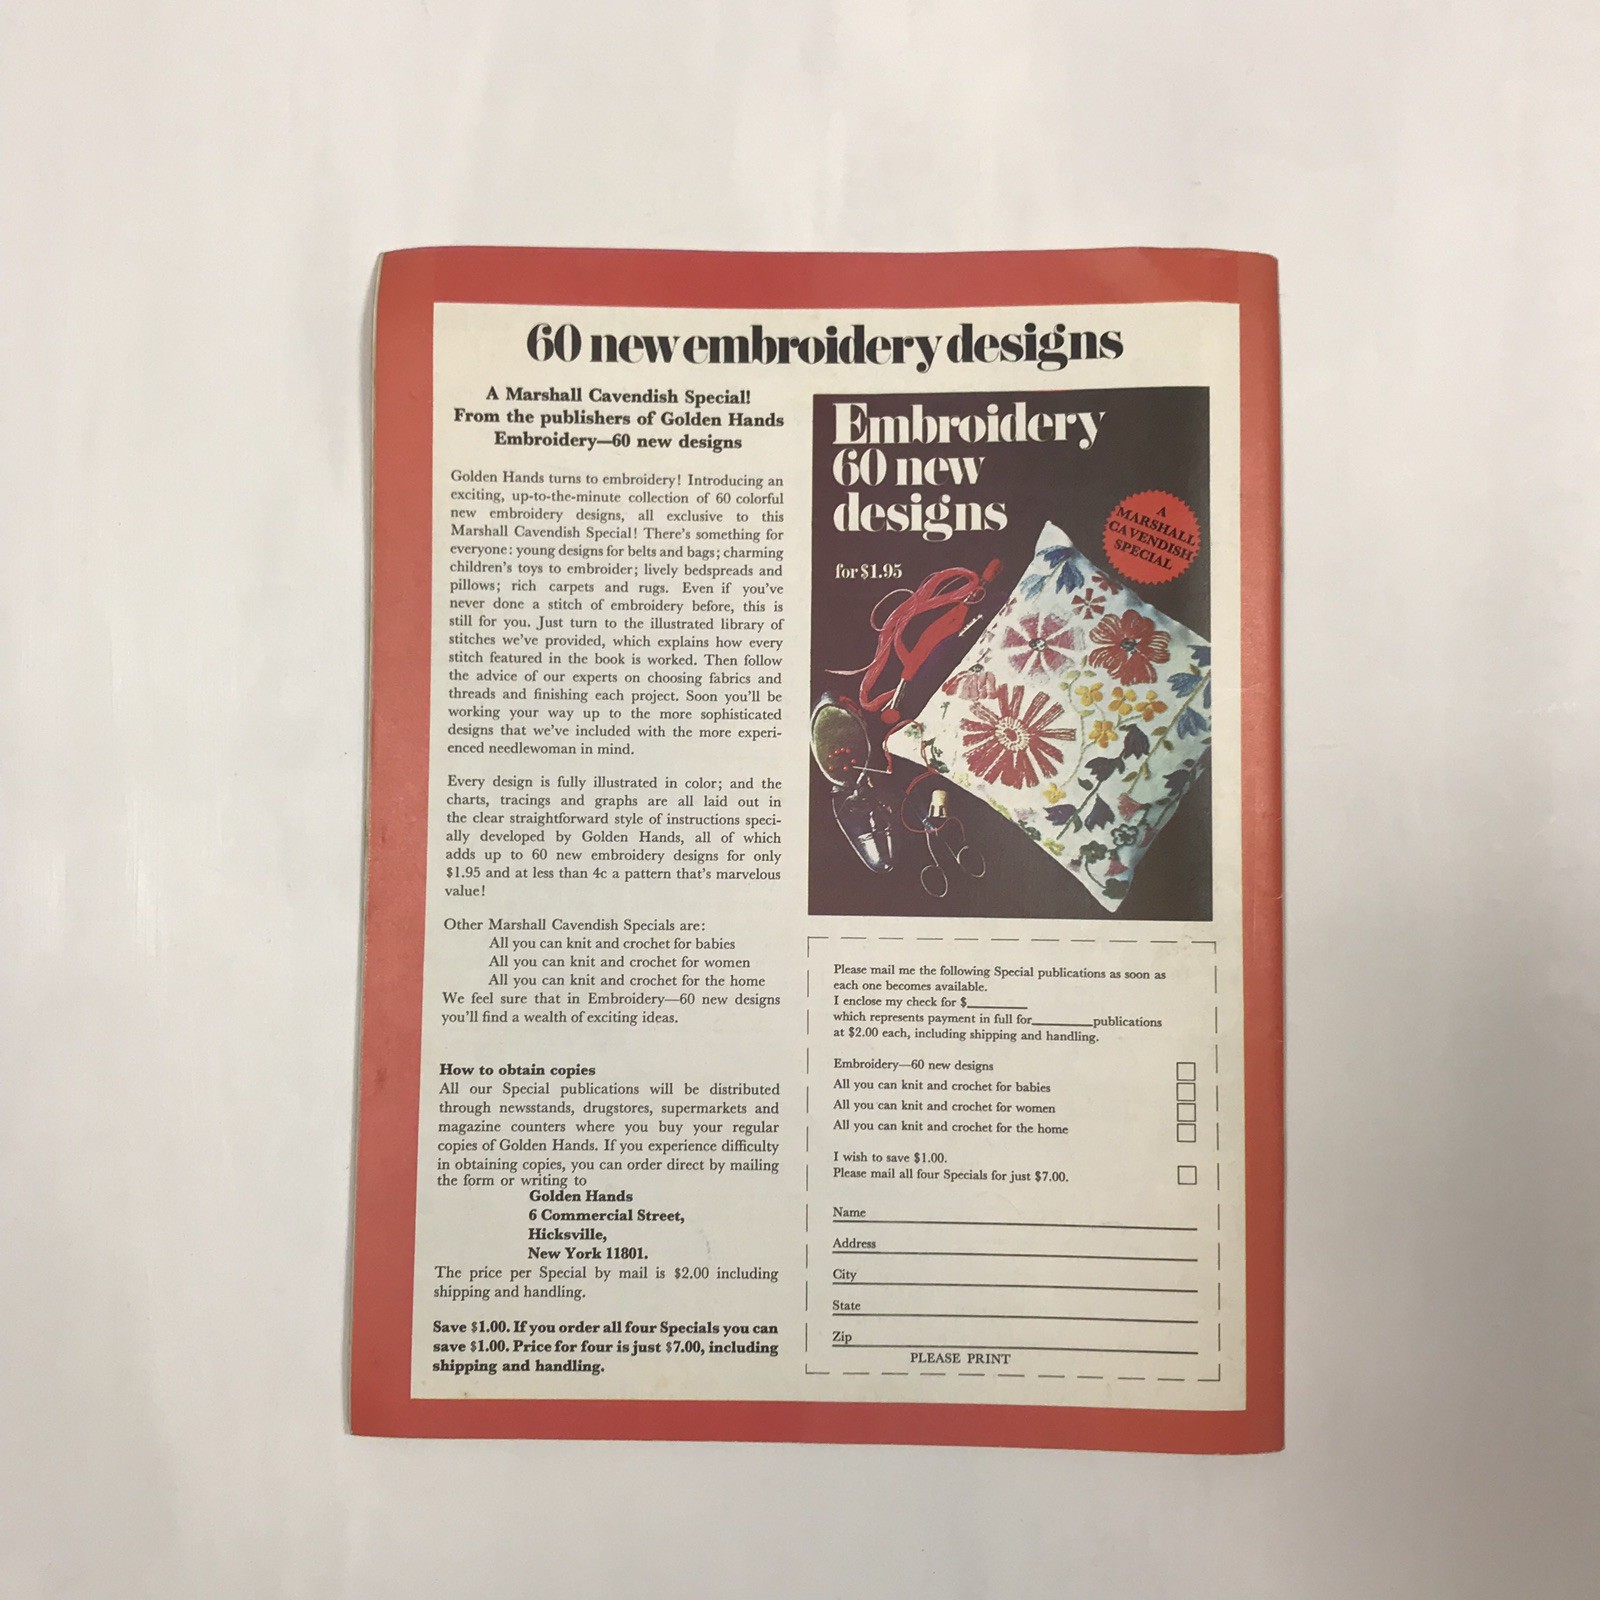 60 new embroidery designs
A Marshall Cavendish Special!
From the publishers of Golden Hands
Embroidery—60 new designs
Golden Hands turns to embroidery! Introducing an
exciting, up-to-the-minute collection of 60 colorful
new embroidery designs, all exclusive to this
Marshall Cavendish Special! There's something for
everyone: young designs for belts and bags; charming
children's toys to embroider; lively bedspreads and
pillows; rich carpets and rugs. Even if you've
never done a stitch of embroidery before, this is
still for you. Just turn to the illustrated library of
stitches we've provided, which explains how every
stitch featured in the book is worked. Then follow
the advice of our experts on choosing fabrics and
threads and finishing each project. Soon you'll be
working your way up to the more sophisticated
designs that we've included with the more experi-
enced needlewoman in mind.
Every design is fully illustrated in color; and the
charts, tracings and graphs are all laid out in
the clear straightforward style of instructions speci-
ally developed by Golden Hands, all of which
adds up to 60 new embroidery designs for only
$1.95 and at less than 4c a pattern that's marvelous
value!
Other Marshall Cavendish Specials are:
All you can knit and crochet for babies
All you can knit and crochet for women
All you can knit and crochet for the home
We feel sure that in Embroidery—60 new designs
you'll find a wealth of exciting ideas.
How to obtain copies
All our Special publications will be distributed
through newsstands, drugstores, supermarkets and
magazine counters where you buy your regular
copies of Golden Hands. If you experience difficulty
in obtaining copies, you can order direct by mailing
the form or writing to
Golden Hands
6 Commercial Street,
Hicksville,
New York 11801.
The price per Special by mail is $2.00 including
shipping and handling.
Save $1.00. If you order all four Specials you can
save $1.00. Price for four is just $7.00, including
shipping and handling.
Embroidery
60 new
designs
for $1.95
A
MARSHALL
CAVENDISH
SPECIAL
Please mail me the following Special publications as soon as
each one becomes available.
I enclose my check for $________
which represents payment in full for________publications
at $2.00 each, including shipping and handling.
Embroidery—60 new designs
All you can knit and crochet for babies
All you can knit and crochet for women
All you can knit and crochet for the home
I wish to save $1.00.
Please mail all four Specials for just $7.00.
Name
Address
City
State
Zip
PLEASE PRINT